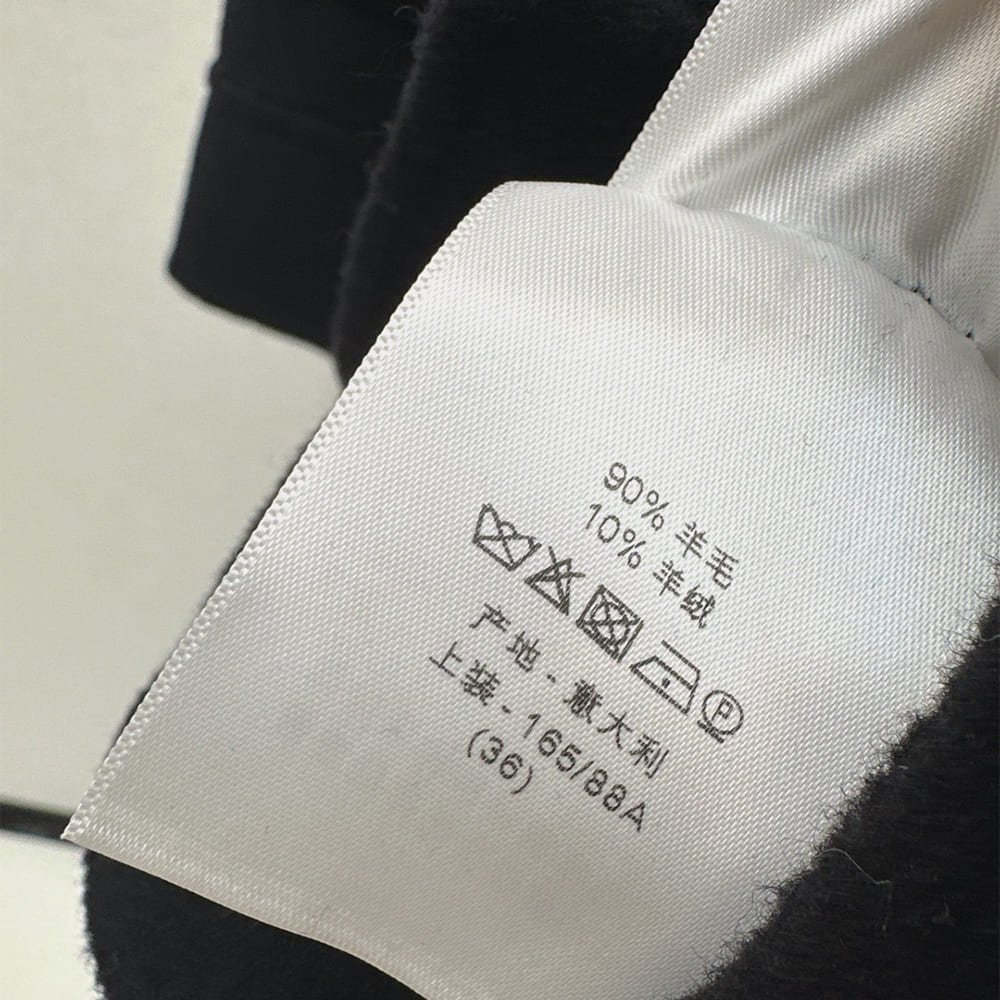 90% 羊毛
10% 羊绒
P
产地 - 意大利
上装 - 165/88A
(36)